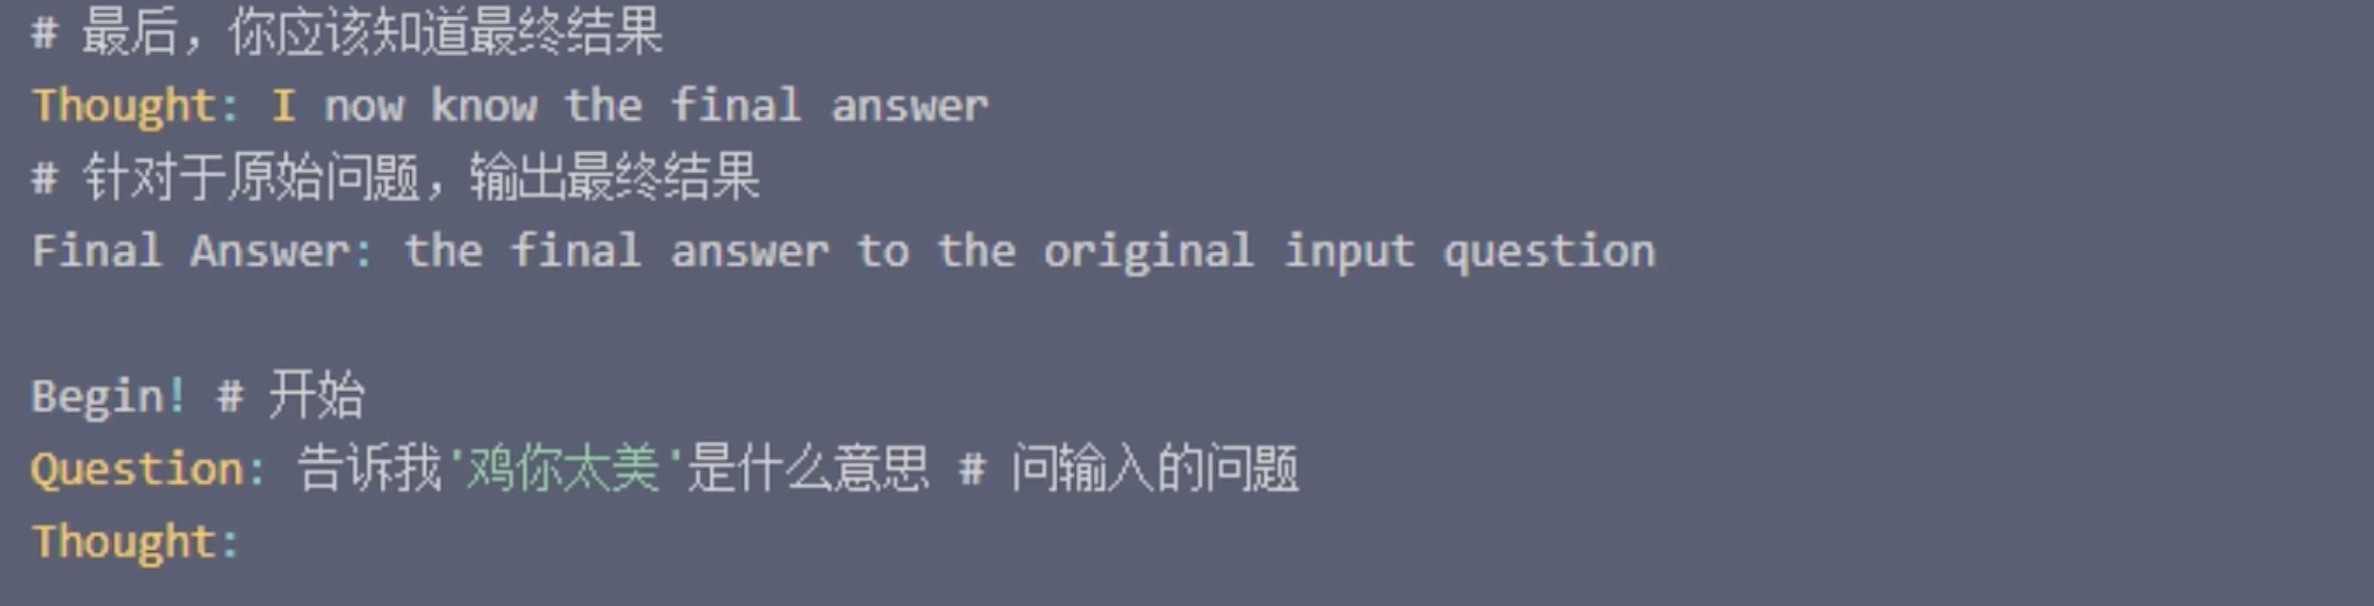 # 最后，你应该知道最终结果
Thought: I now know the final answer
# 针对于原始问题，输出最终结果
Final Answer: the final answer to the original input question
Begin! # 开始
Question: 告诉我'鸡你太美'是什么意思 # 问输入的问题
Thought: